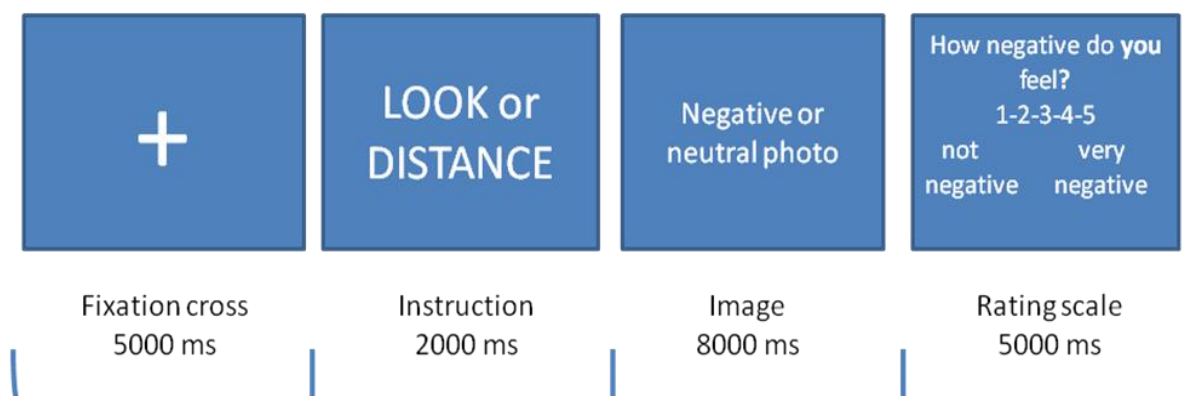 +
LOOK or
DISTANCE
Negative or
neutral photo
How negative do you
feel?
1-2-3-4-5
not very
negative negative
Fixation cross
5000 ms
Instruction
2000 ms
Image
8000 ms
Rating scale
5000 ms